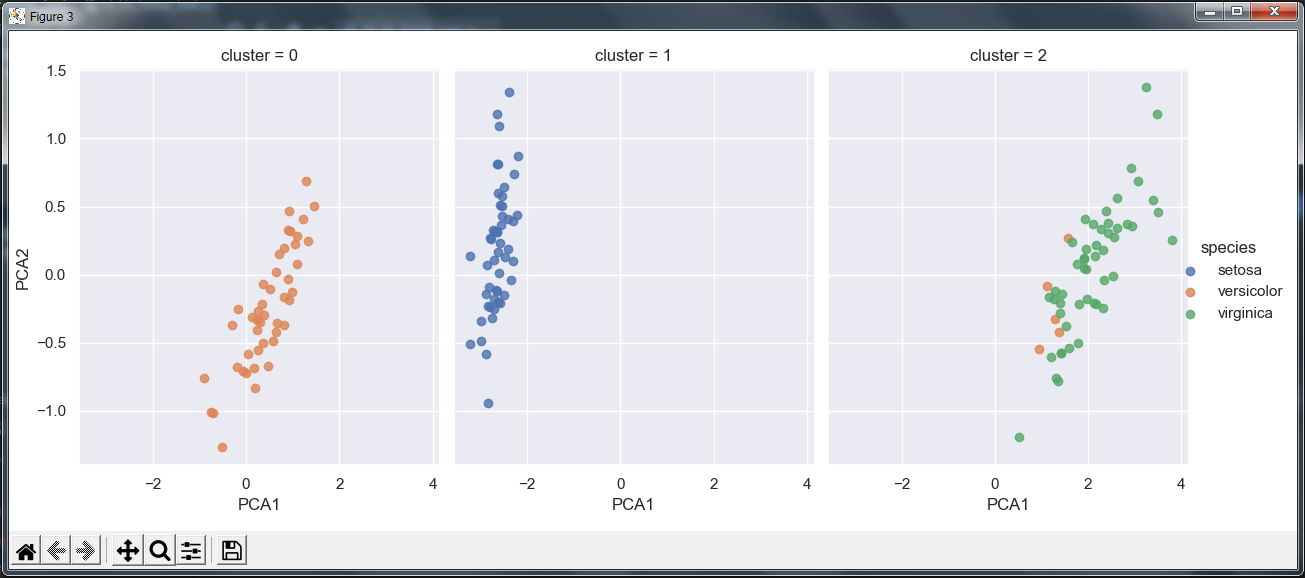 Figure 3
cluster = 0
cluster = 1
cluster = 2
1.5
1.0
0.5
0.0
−0.5
−1.0
PCA2
−2 0 2 4
−2 0 2 4
−2 0 2 4
PCA1
PCA1
PCA1
species
setosa
versicolor
virginica